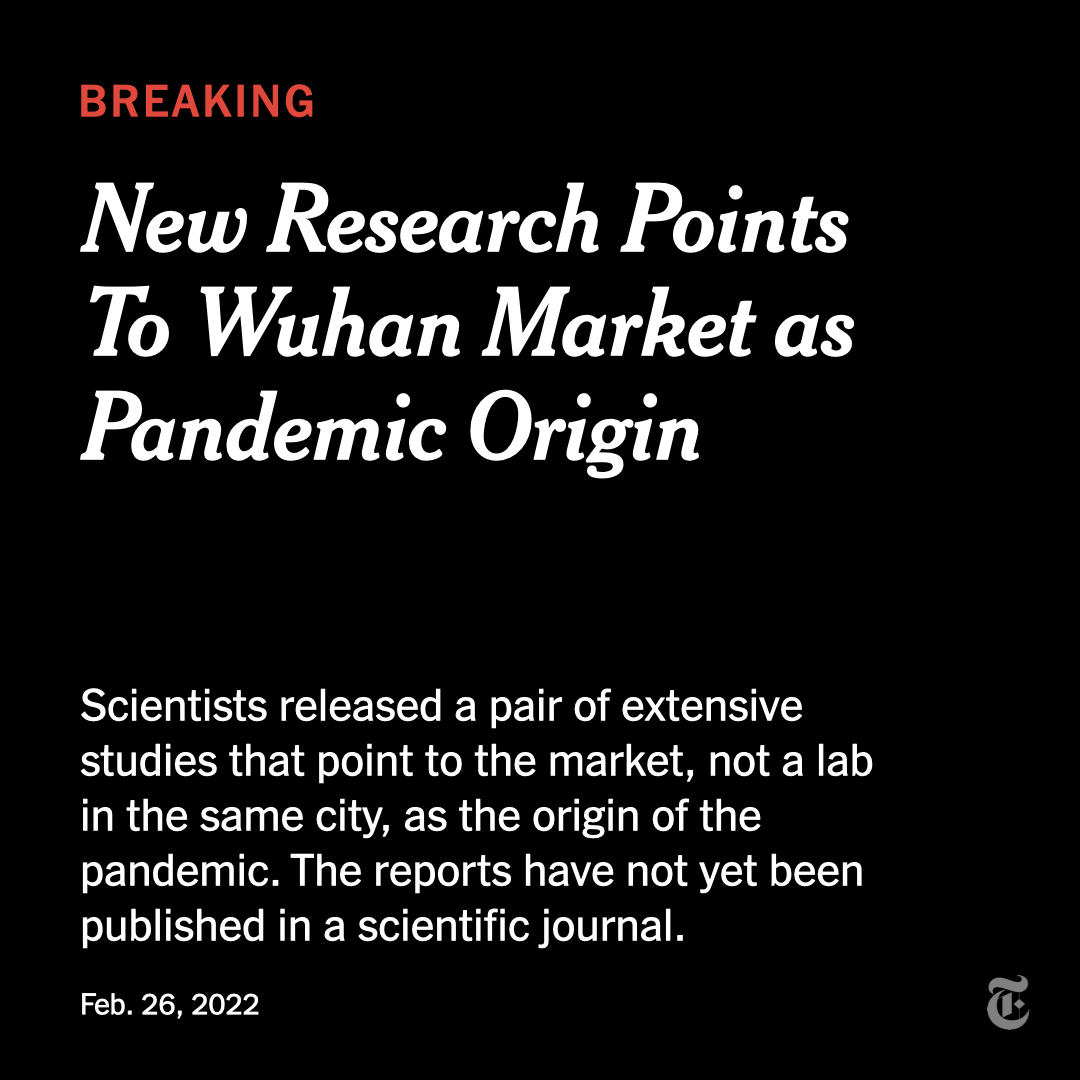 BREAKING
New Research Points
To Wuhan Market as
Pandemic Origin
Scientists released a pair of extensive
studies that point to the market, not a lab
in the same city, as the origin of the
pandemic. The reports have not yet been
published in a scientific journal.
Feb. 26, 2022
T